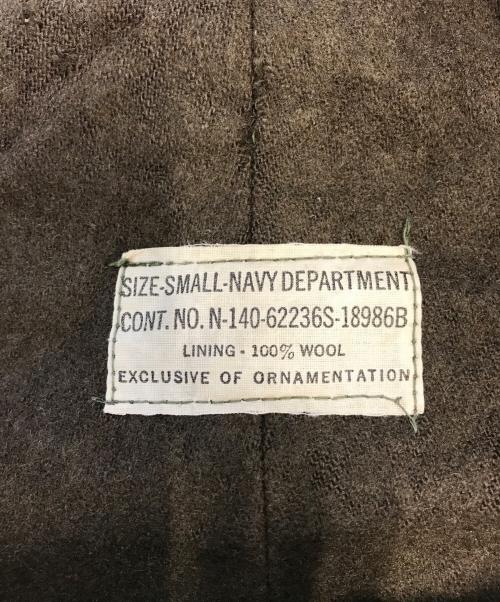 SIZE-SMALL-NAVY DEPARTMENT
CONT. NO. N-140-62236S-18986B
LINING - 100% WOOL
EXCLUSIVE OF ORNAMENTATION